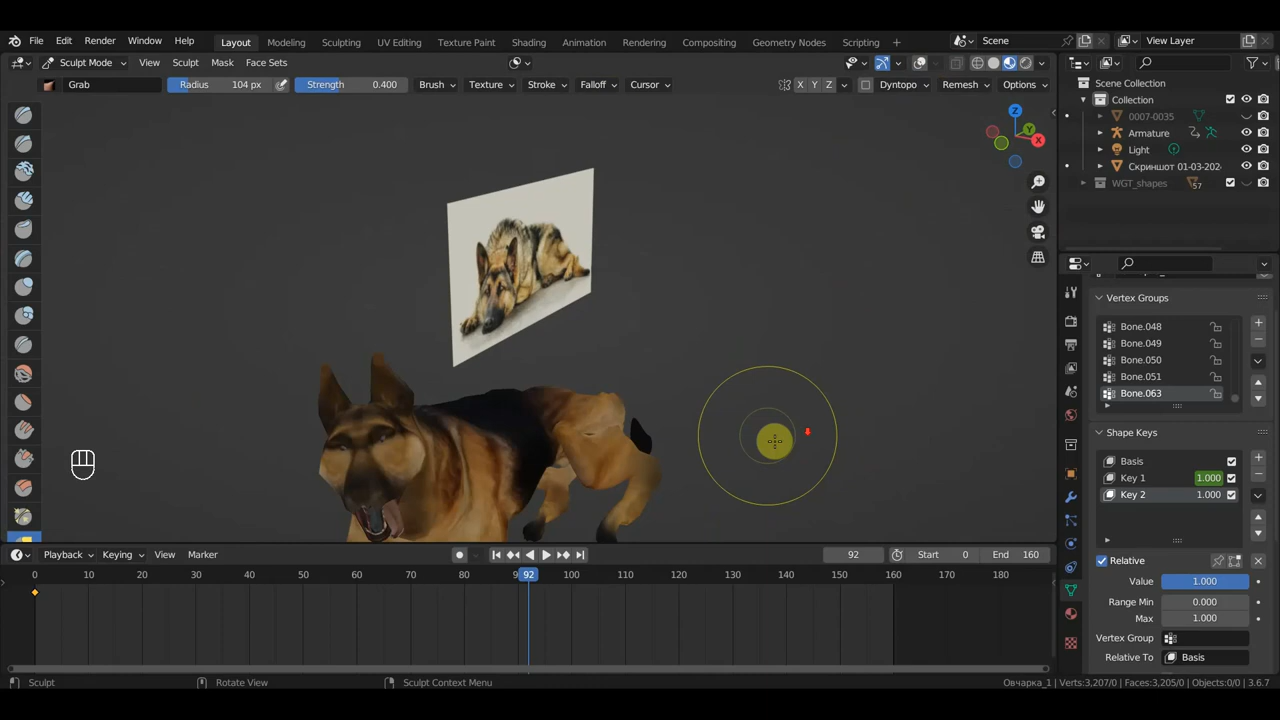 File Edit Render Window Help Layout Modeling Sculpting UV Editing Texture Paint Shading Animation Rendering Compositing Geometry Nodes Scripting + Scene View Layer
Sculpt Mode View Sculpt Mask Face Sets
Grab Radius 104 px Strength 0.400 Brush Texture Stroke Falloff Cursor X Y Z Dyntopo Remesh Options
Z
Y
X
Scene Collection
Collection
0007-0035
Armature
Light
Скриншот 01-03-202
WGT_shapes 57
Vertex Groups
Bone.048
Bone.049
Bone.050
Bone.051
Bone.063
Shape Keys
Basis
Key 1 1.000
Key 2 1.000
Relative
Value 1.000
Range Min 0.000
Max 1.000
Vertex Group
Relative To Basis
Playback Keying View Marker 92 Start 0 End 160
0 10 20 30 40 50 60 70 80 92 100 110 120 130 140 150 160 170 180
Sculpt Rotate View Sculpt Context Menu Овчарка_1 | Verts:3,207/0 | Faces:3,205/0 | Objects:0/0 | 3.6.7